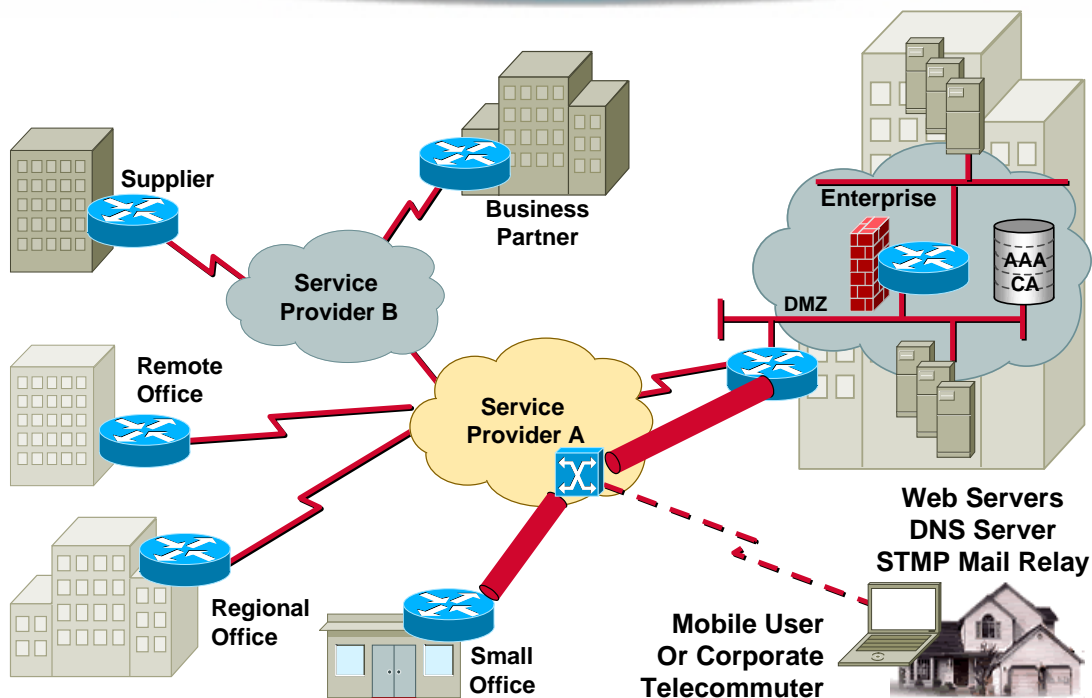 Supplier
Business
Partner
Enterprise
AAA
CA
DMZ
Service
Provider B
Remote
Office
Service
Provider A
Web Servers
DNS Server
STMP Mail Relay
Regional
Office
Small
Office
Mobile User
Or Corporate
Telecommuter